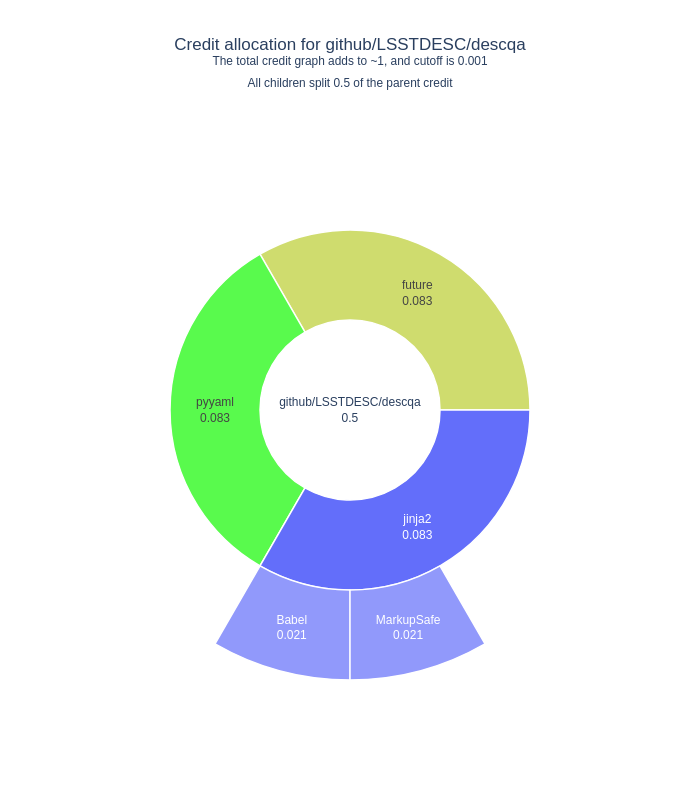 Credit allocation for github/LSSTDESC/descqa
The total credit graph adds to ~1, and cutoff is 0.001
All children split 0.5 of the parent credit
future
0.083
pyyaml
0.083
github/LSSTDESC/descqa
0.5
jinja2
0.083
Babel
0.021
MarkupSafe
0.021